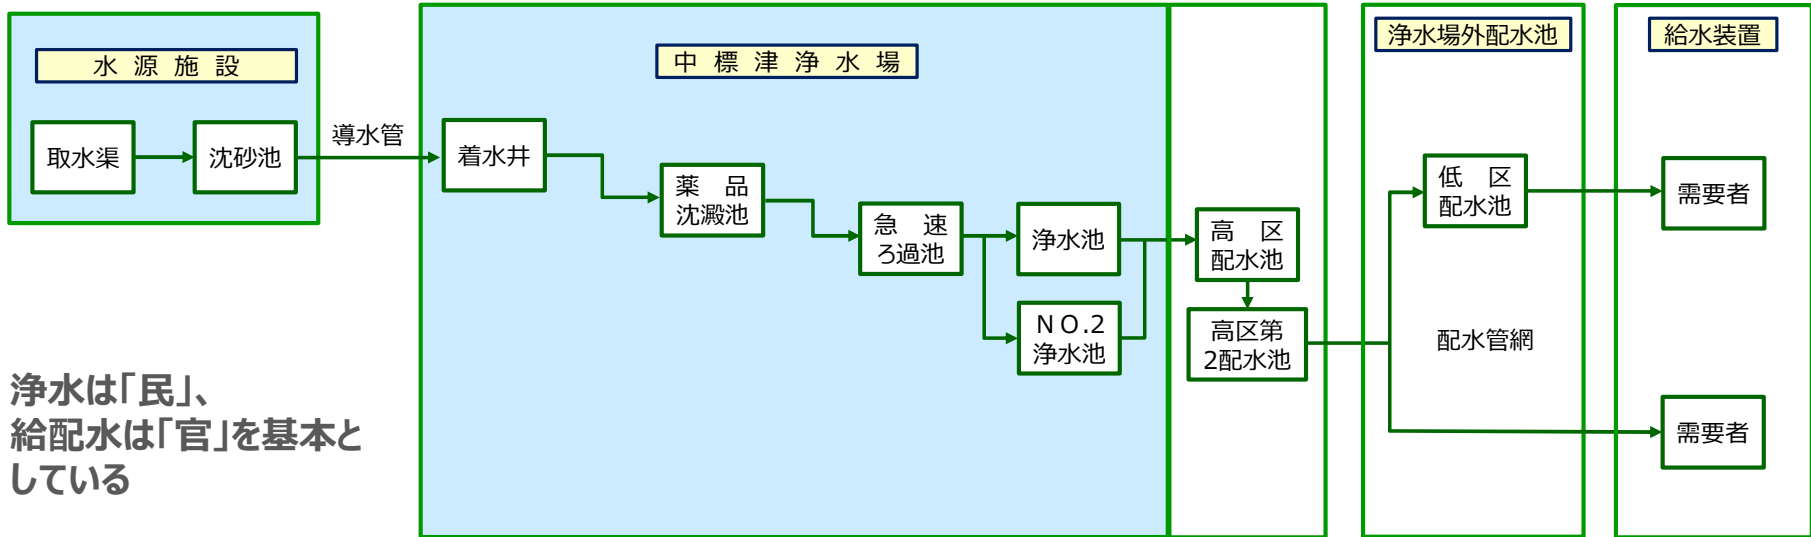 水源施設
取水渠
沈砂池
導水管
中標津浄水場
着水井
薬品
沈澱池
急速
ろ過池
浄水池
NO.2
浄水池
高区
配水池
高区第
2配水池
浄水場外配水池
低区
配水池
配水管網
給水装置
需要者
需要者
浄水は「民」、
給配水は「官」を基本と
している